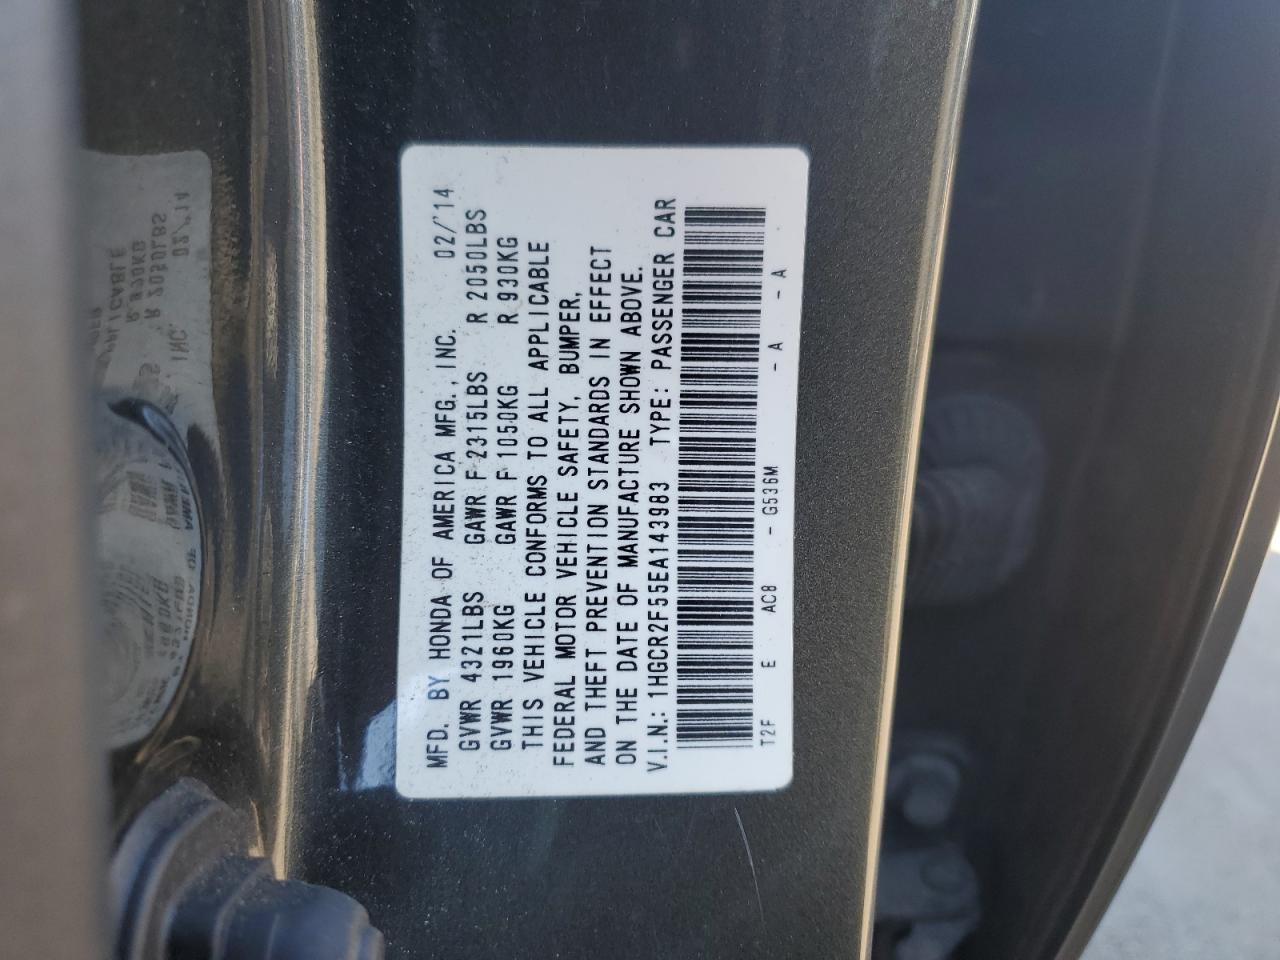 MFD. BY HONDA OF AMERICA MFG., INC. 02/'14
GVWR 4321LBS GAWR F 2315LBS R 2050LBS
GVWR 1960KG GAWR F 1050KG R 930KG
THIS VEHICLE CONFORMS TO ALL APPLICABLE
FEDERAL MOTOR VEHICLE SAFETY, BUMPER,
AND THEFT PREVENTION STANDARDS IN EFFECT
ON THE DATE OF MANUFACTURE SHOWN ABOVE.
V.I.N.: 1HGCR2F55EA143983 TYPE: PASSENGER CAR
T2F E AC8 - G536M - A - A